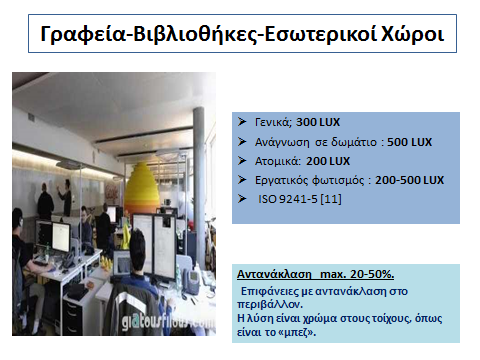 Γραφεία-Βιβλιοθήκες-Εσωτερικοί Χώροι
Γενικά; 300 LUX
Ανάγνωση σε δωμάτιο : 500 LUX
Ατομικά: 200 LUX
Εργατικός φωτισμός : 200-500 LUX
ISO 9241-5 [11]
Αντανάκλαση max. 20-50%.
Επιφάνειες με αντανάκλαση στο
περιβάλλον.
Η λύση είναι χρώμα στους τοίχους, όπως
είναι το «μπεζ».
giatousfilous.com